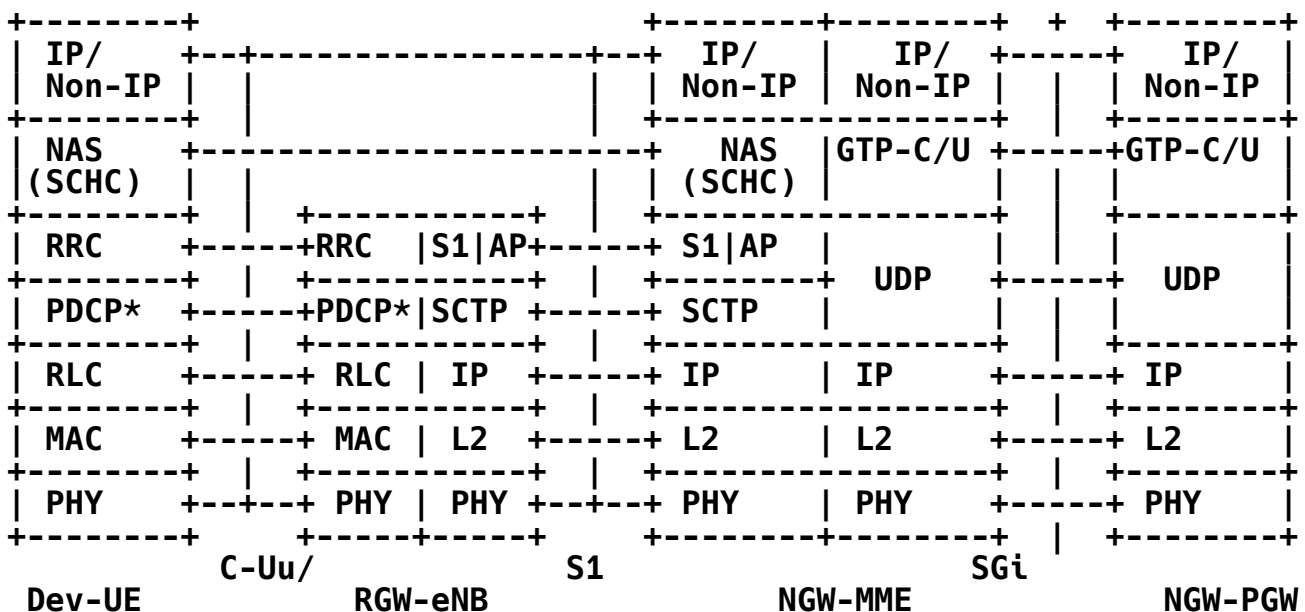 +--------+                       +--------+--------+  +  +--------+
| IP/    +--+-----------------+--+  IP/   |   IP/  +-----+   IP/  |
| Non-IP |  |                 |  | Non-IP | Non-IP |  |  | Non-IP |
+--------+  |                 |  +-----------------+  |  +--------+
| NAS    +-----------------------+   NAS  |GTP-C/U +-----+GTP-C/U |
|(SCHC)  |  |                 |  | (SCHC) |        |  |  |        |
+--------+  |  +-----------+  |  +-----------------+  |  +--------+
| RRC    +-----+RRC  |S1|AP+-----+ S1|AP  |        |  |  |        |
+--------+  |  +-----------+  |  +--------+  UDP   +-----+  UDP   |
| PDCP*  +-----+PDCP*|SCTP +-----+ SCTP   |        |  |  |        |
+--------+  |  +-----------+  |  +-----------------+  |  +--------+
| RLC    +-----+ RLC | IP  +-----+ IP     | IP     +-----+ IP     |
+--------+  |  +-----------+  |  +-----------------+  |  +--------+
| MAC    +-----+ MAC | L2  +-----+ L2     | L2     +-----+ L2     |
+--------+  |  +-----------+  |  +-----------------+  |  +--------+
| PHY    +--+--+ PHY | PHY +--+--+ PHY    | PHY    +-----+ PHY    |
+--------+     +-----+-----+     +--------+--------+  |  +--------+
           C-Uu/              S1                     SGi
 Dev-UE           RGW-eNB               NGW-MME             NGW-PGW